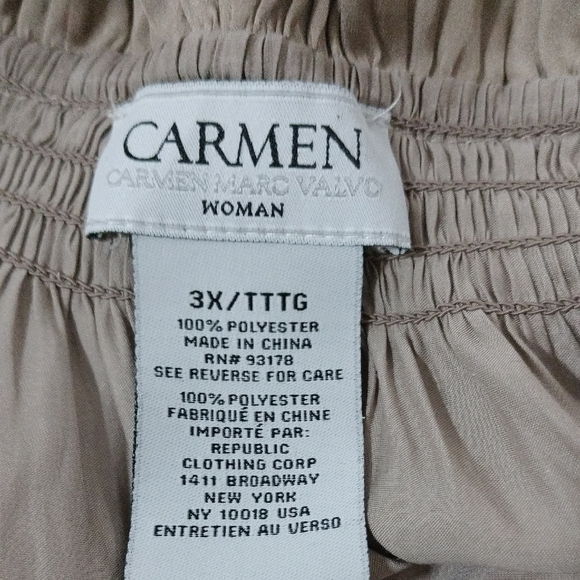 CARMEN
CARMEN MARC VALVO
WOMAN
3X/TTTG
100% POLYESTER
MADE IN CHINA
RN# 93178
SEE REVERSE FOR CARE
100% POLYESTER
FABRIQUÉ EN CHINE
IMPORTÉ PAR:
REPUBLIC
CLOTHING CORP
1411 BROADWAY
NEW YORK
NY 10018 USA
ENTRETIEN AU VERSO